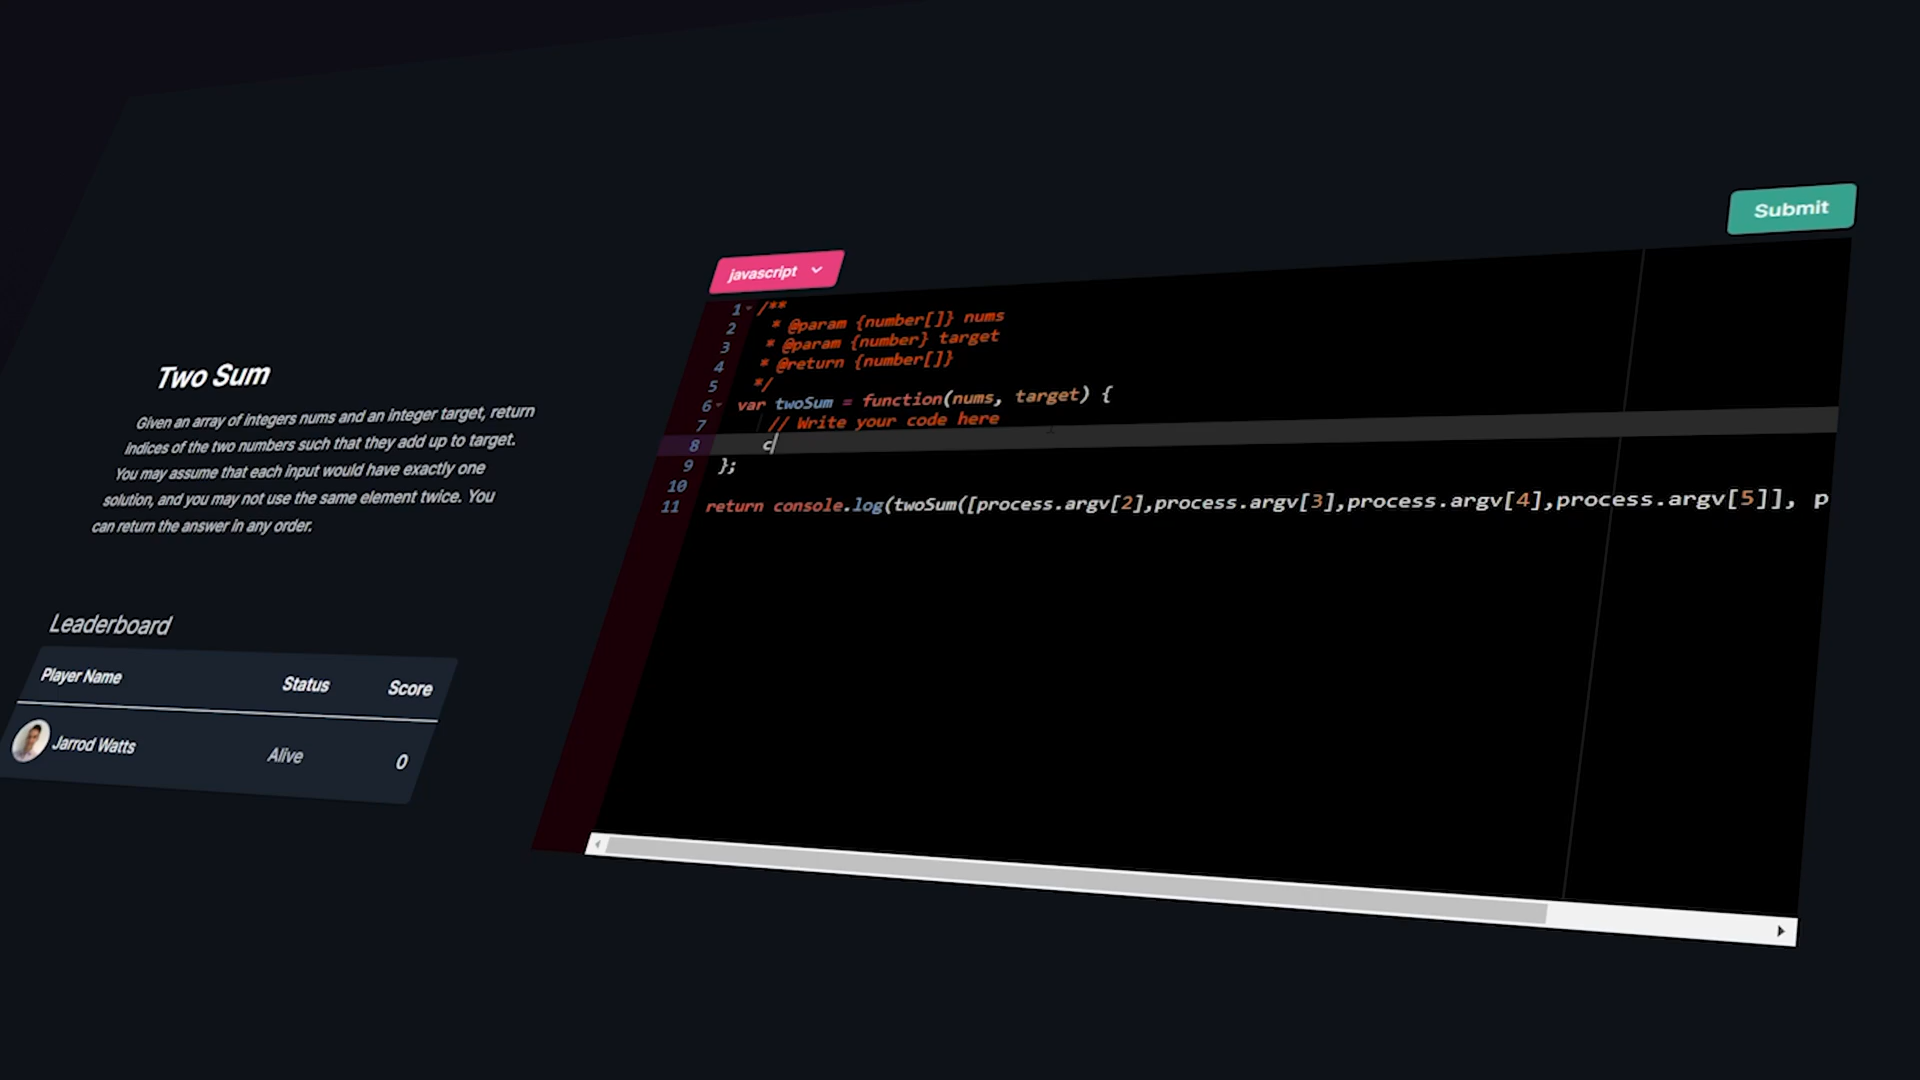 Submit
javascript
1 /**
2 * @param {number[]} nums
3 * @param {number} target
4 * @return {number[]}
5 */
6 var twoSum = function(nums, target) {
7 // Write your code here
8 c
9 };
10
11 return console.log(twoSum([process.argv[2],process.argv[3],process.argv[4],process.argv[5]], p
Two Sum
Given an array of integers nums and an integer target, return
indices of the two numbers such that they add up to target.
You may assume that each input would have exactly one
solution, and you may not use the same element twice. You
can return the answer in any order.
Leaderboard
Player Name Status Score
Jarrod Watts Alive 0